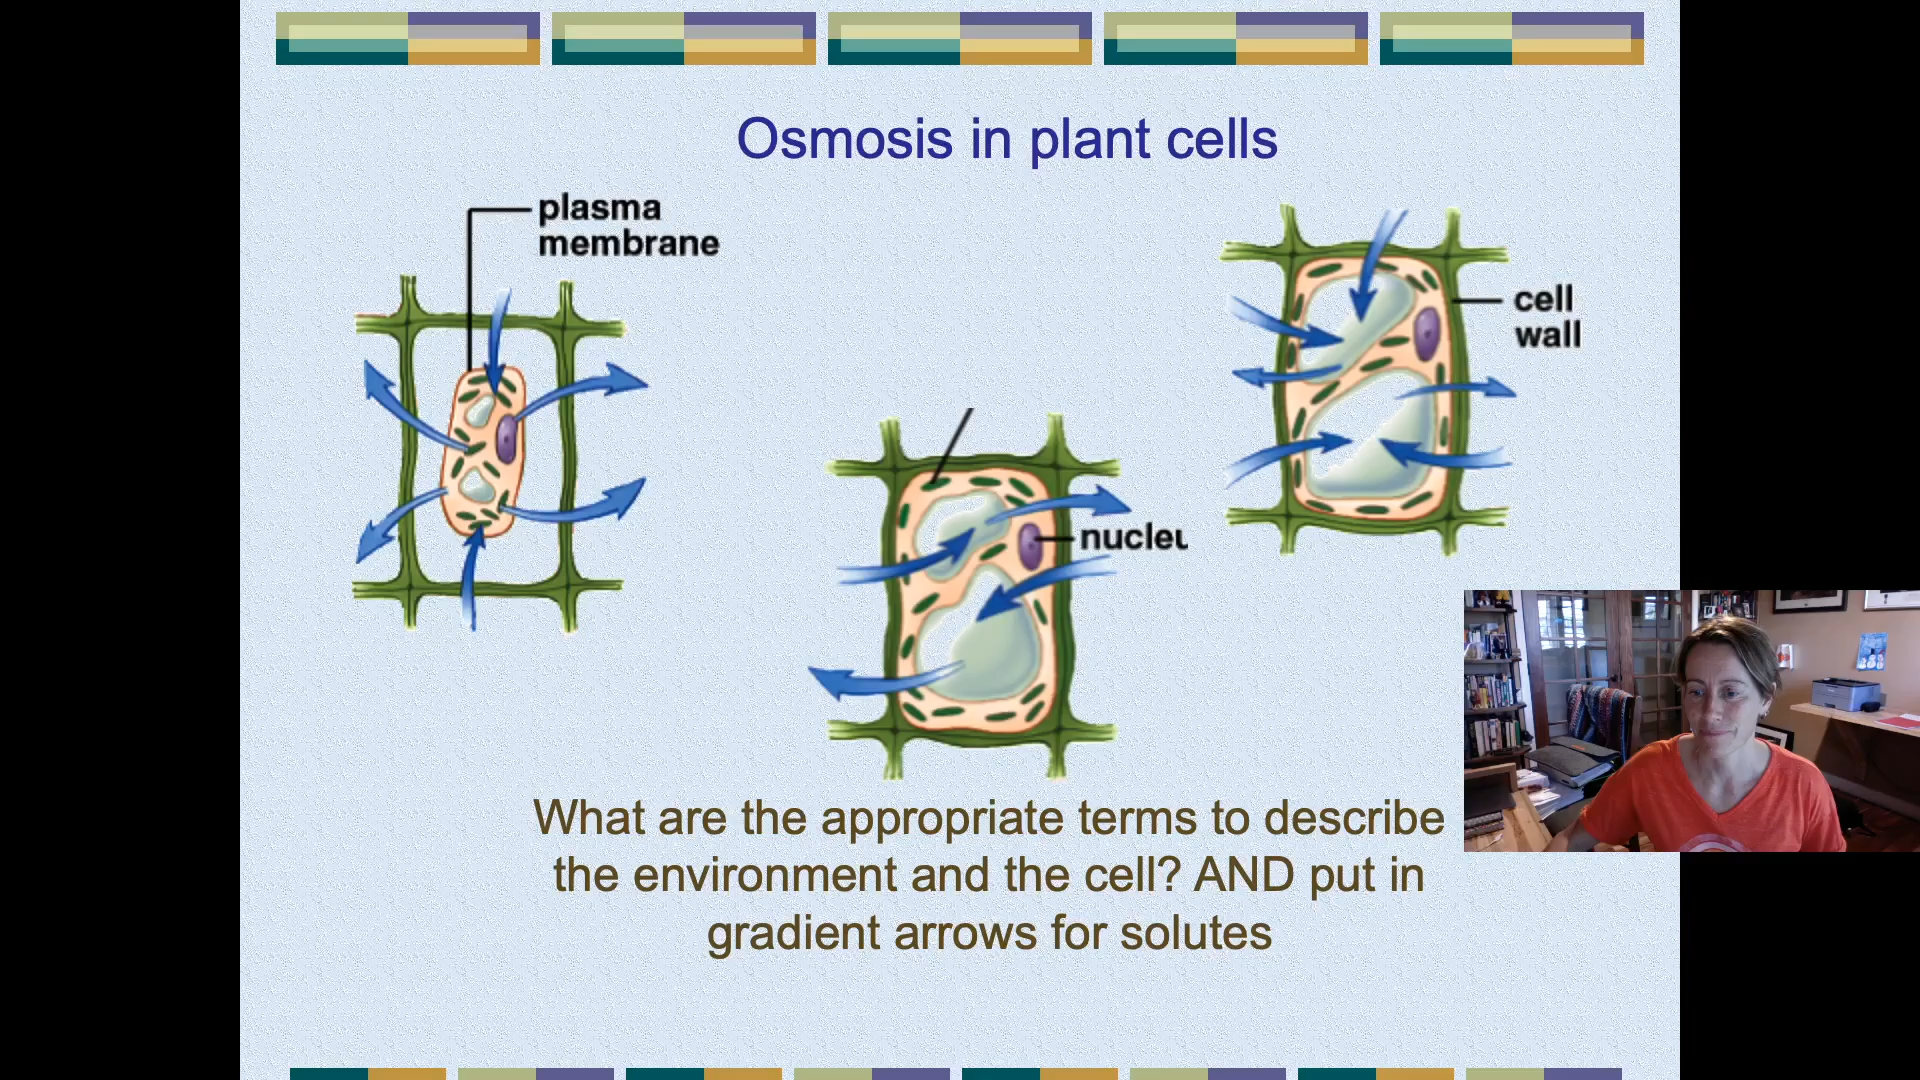 Osmosis in plant cells
plasma
membrane
cell
wall
nucleu
What are the appropriate terms to describe
the environment and the cell? AND put in
gradient arrows for solutes